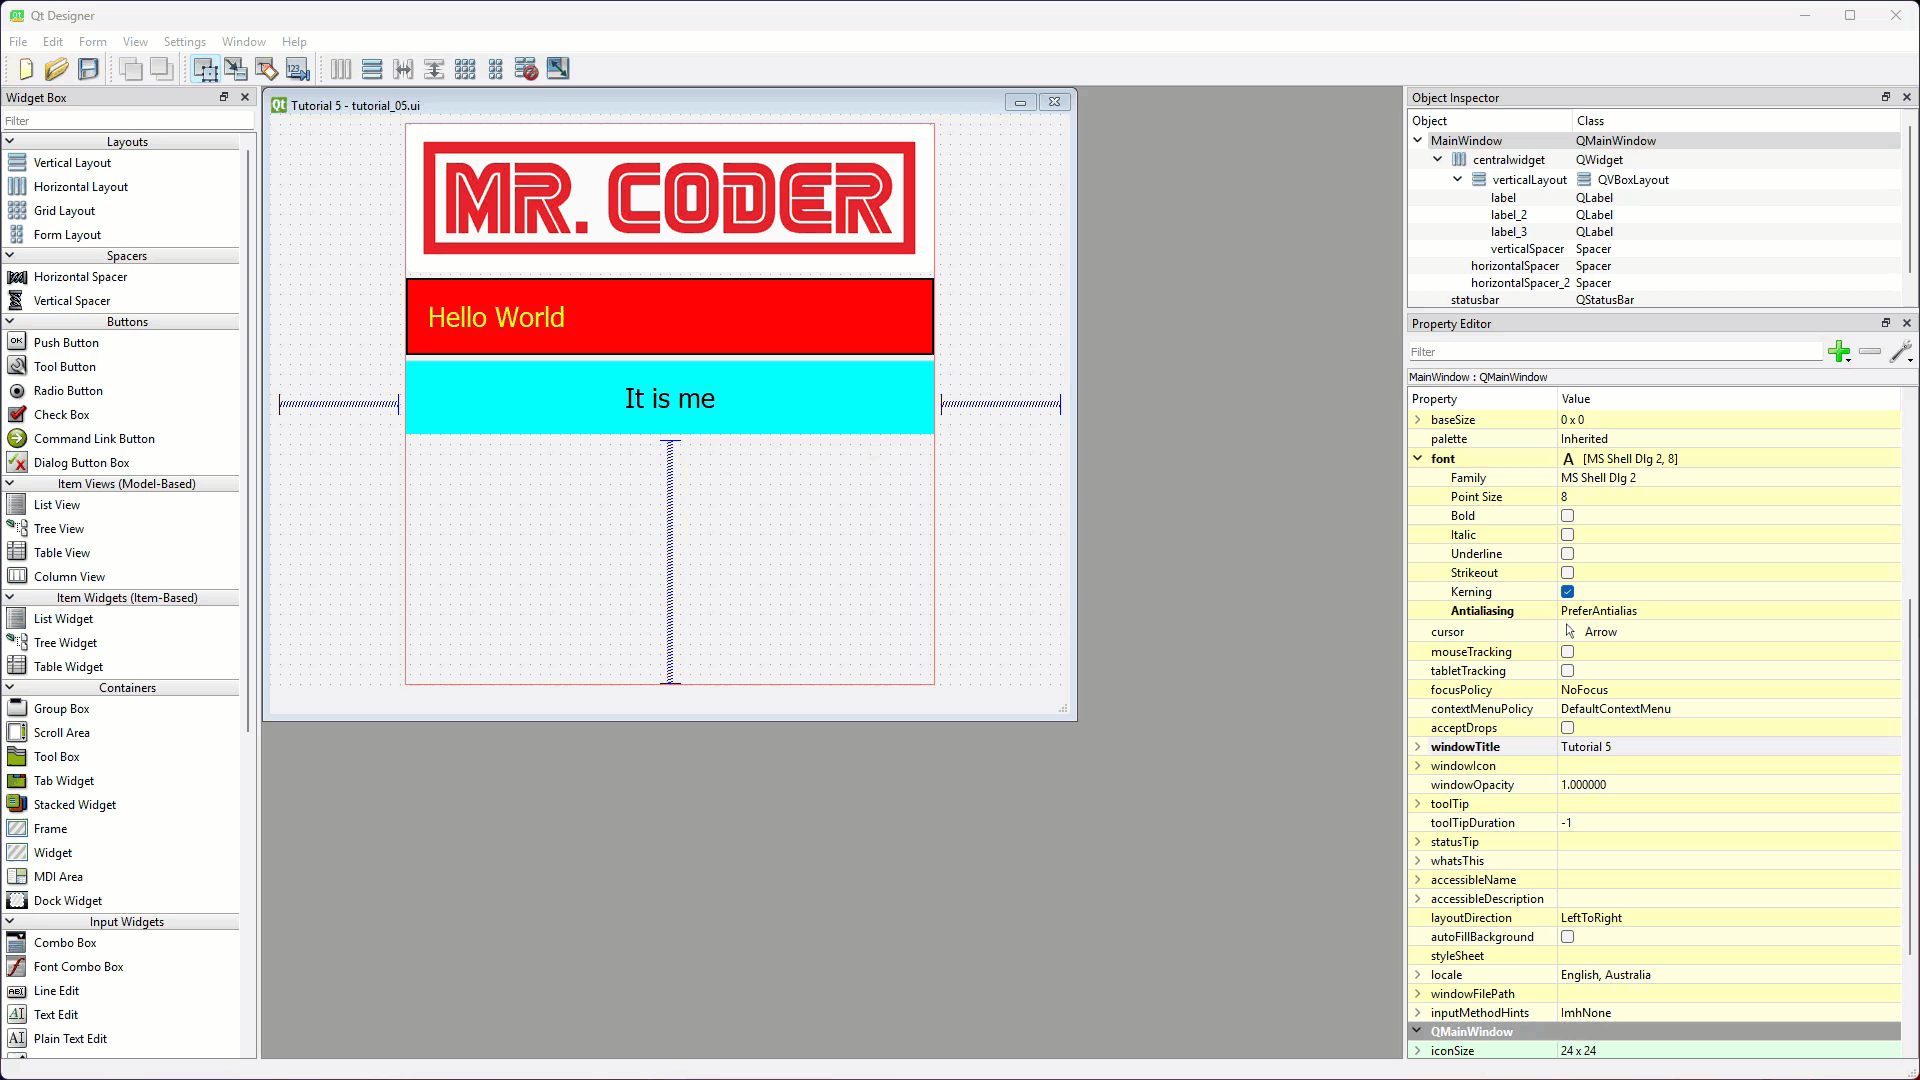 Qt Designer
File Edit Form View Settings Window Help
Widget Box
Filter
Layouts
Vertical Layout
Horizontal Layout
Grid Layout
Form Layout
Spacers
Horizontal Spacer
Vertical Spacer
Buttons
Push Button
Tool Button
Radio Button
Check Box
Command Link Button
Dialog Button Box
Item Views (Model-Based)
List View
Tree View
Table View
Column View
Item Widgets (Item-Based)
List Widget
Tree Widget
Table Widget
Containers
Group Box
Scroll Area
Tool Box
Tab Widget
Stacked Widget
Frame
Widget
MDI Area
Dock Widget
Input Widgets
Combo Box
Font Combo Box
Line Edit
Text Edit
Plain Text Edit
Tutorial 5 - tutorial_05.ui
MR. CODER
Hello World
It is me
Object Inspector
Object Class
MainWindow QMainWindow
centralwidget QWidget
verticalLayout QVBoxLayout
label QLabel
label_2 QLabel
label_3 QLabel
verticalSpacer Spacer
horizontalSpacer Spacer
horizontalSpacer_2 Spacer
statusbar QStatusBar
Property Editor
Filter
MainWindow : QMainWindow
Property Value
baseSize 0 x 0
palette Inherited
font A [MS Shell Dlg 2, 8]
Family MS Shell Dlg 2
Point Size 8
Bold
Italic
Underline
Strikeout
Kerning
Antialiasing PreferAntialias
cursor Arrow
mouseTracking
tabletTracking
focusPolicy NoFocus
contextMenuPolicy DefaultContextMenu
acceptDrops
windowTitle Tutorial 5
windowIcon
windowOpacity 1.000000
toolTip
toolTipDuration -1
statusTip
whatsThis
accessibleName
accessibleDescription
layoutDirection LeftToRight
autoFillBackground
styleSheet
locale English, Australia
windowFilePath
inputMethodHints ImhNone
QMainWindow
iconSize 24 x 24